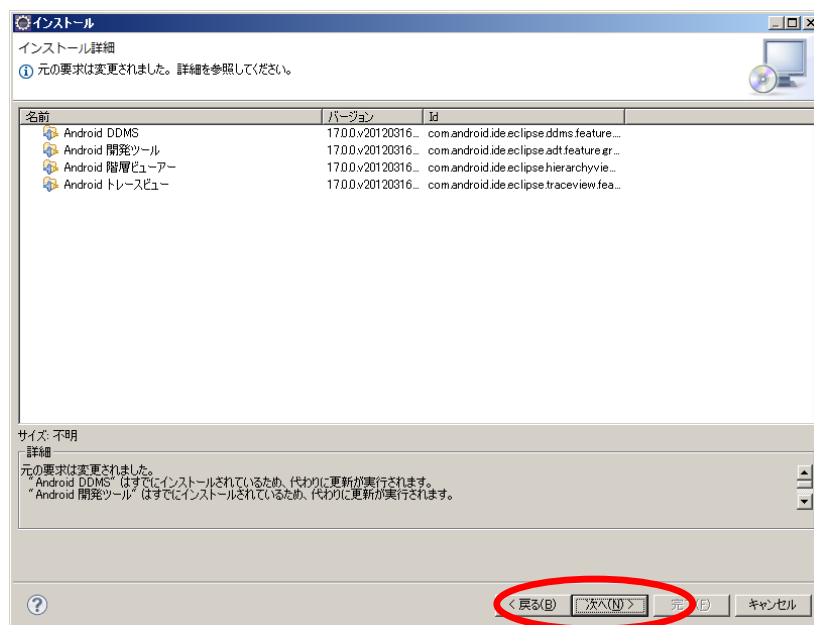 インストール
インストール詳細
元の要求は変更されました。詳細を参照してください。
名前 バージョン Id
Android DDMS 17.0.0.v20120316... com.android.ide.eclipse.ddms.feature....
Android 開発ツール 17.0.0.v20120316... com.android.ide.eclipse.adt.feature.gr...
Android 階層ビューアー 17.0.0.v20120316... com.android.ide.eclipse.hierarchyvie...
Android トレースビュー 17.0.0.v20120316... com.android.ide.eclipse.traceview.fea...
サイズ: 不明
詳細
元の要求は変更されました。
"Android DDMS" はすでにインストールされているため、代わりに更新が実行されます。
"Android 開発ツール" はすでにインストールされているため、代わりに更新が実行されます。
< 戻る(B) 次へ(N) > 完 (F) キャンセル